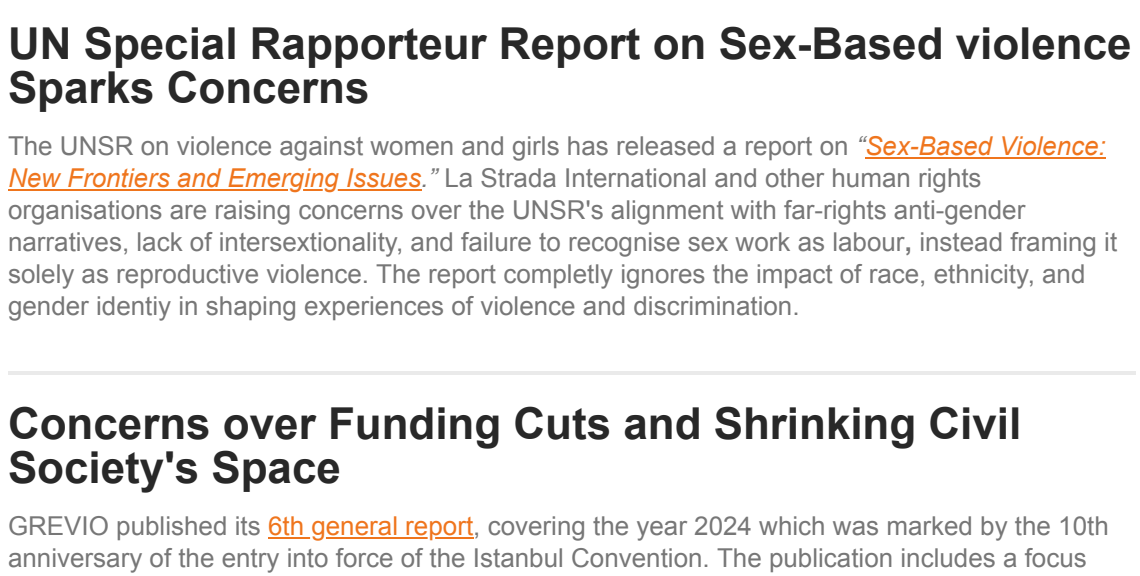 UN Special Rapporteur Report on Sex-Based violence
Sparks Concerns
The UNSR on violence against women and girls has released a report on “Sex-Based Violence:
New Frontiers and Emerging Issues.” La Strada International and other human rights
organisations are raising concerns over the UNSR's alignment with far-rights anti-gender
narratives, lack of intersextionality, and failure to recognise sex work as labour, instead framing it
solely as reproductive violence. The report completly ignores the impact of race, ethnicity, and
gender identiy in shaping experiences of violence and discrimination.
Concerns over Funding Cuts and Shrinking Civil
Society's Space
GREVIO published its 6th general report, covering the year 2024 which was marked by the 10th
anniversary of the entry into force of the Istanbul Convention. The publication includes a focus